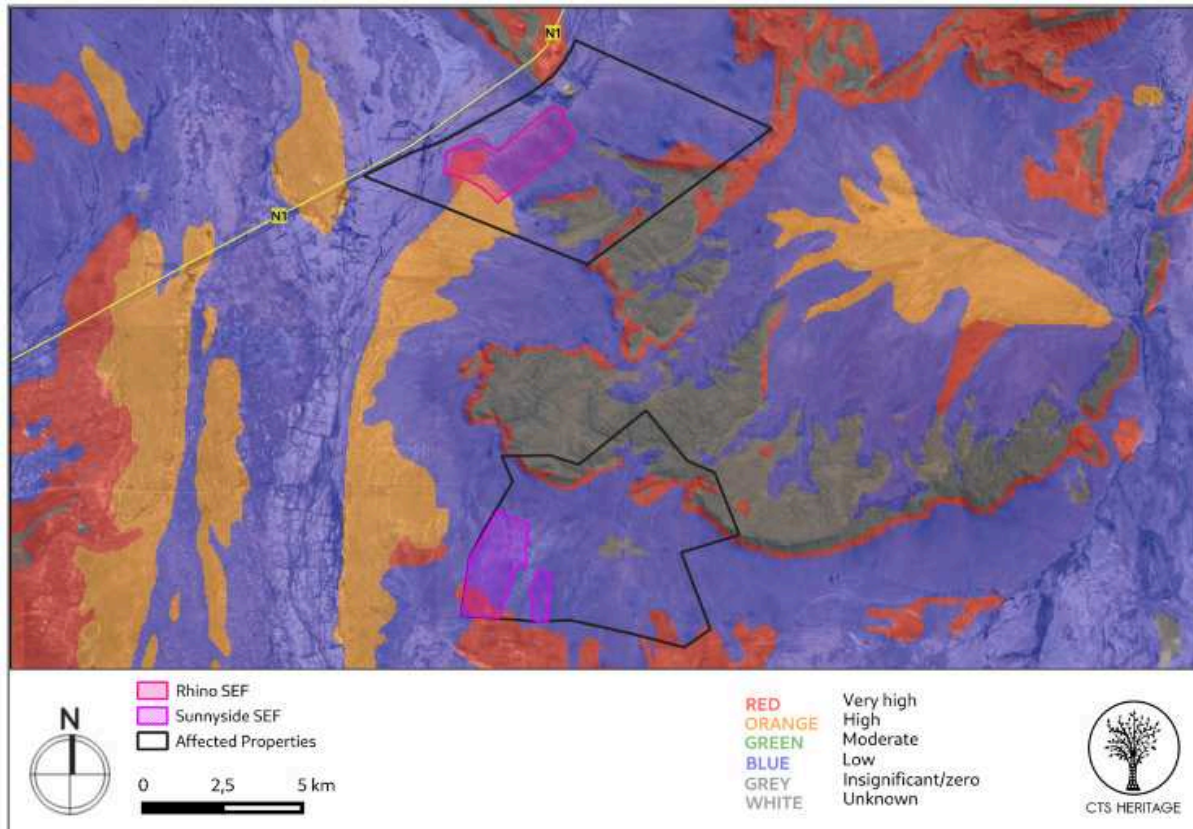 N1
N1
N
Rhino SEF
Sunnyside SEF
Affected Properties
0 2,5 5 km
RED Very high
ORANGE High
GREEN Moderate
BLUE Low
GREY Insignificant/zero
WHITE Unknown
CTS HERITAGE